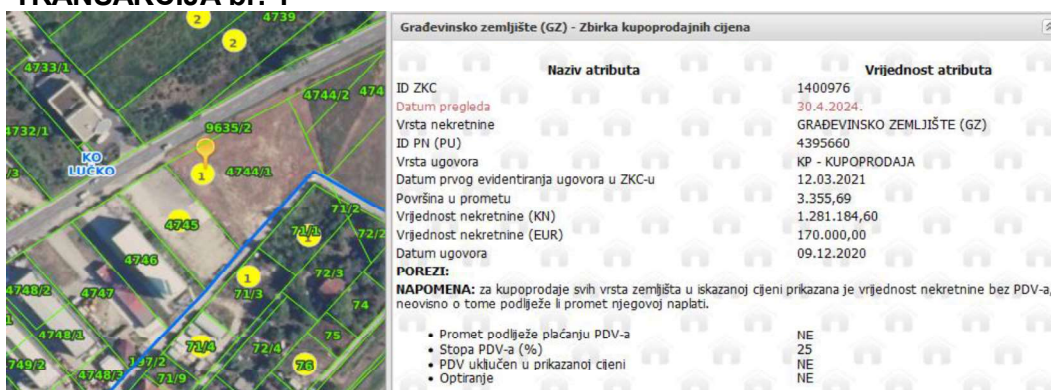 TRANSAKCIJA br. 1
4739
2
2
4733/1
4744/2
474
4732/1
9635/2
KO
LUČKO
/3
1
4744/1
71/2
4745
71/1
72/2
4746
1
72/3
4748/2
4747
71/3
74
4748/1
75
71/4
72/4
749/2
197/2
76
4748/3
71/9
Građevinsko zemljište (GZ) - Zbirka kupoprodajnih cijena
Naziv atributa Vrijednost atributa
ID ZKC 1400976
Datum pregleda 30.4.2024.
Vrsta nekretnine GRAĐEVINSKO ZEMLJIŠTE (GZ)
ID PN (PU) 4395660
Vrsta ugovora KP - KUPOPRODAJA
Datum prvog evidentiranja ugovora u ZKC-u 12.03.2021
Površina u prometu 3.355,69
Vrijednost nekretnine (KN) 1.281.184,60
Vrijednost nekretnine (EUR) 170.000,00
Datum ugovora 09.12.2020
POREZI:
NAPOMENA: za kupoprodaje svih vrsta zemljišta u iskazanoj cijeni prikazana je vrijednost nekretnine bez PDV-a,
neovisno o tome podliježe li promet njegovoj naplati.
• Promet podliježe plaćanju PDV-a NE
• Stopa PDV-a (%) 25
• PDV uključen u prikazanoj cijeni NE
• Optiranje NE